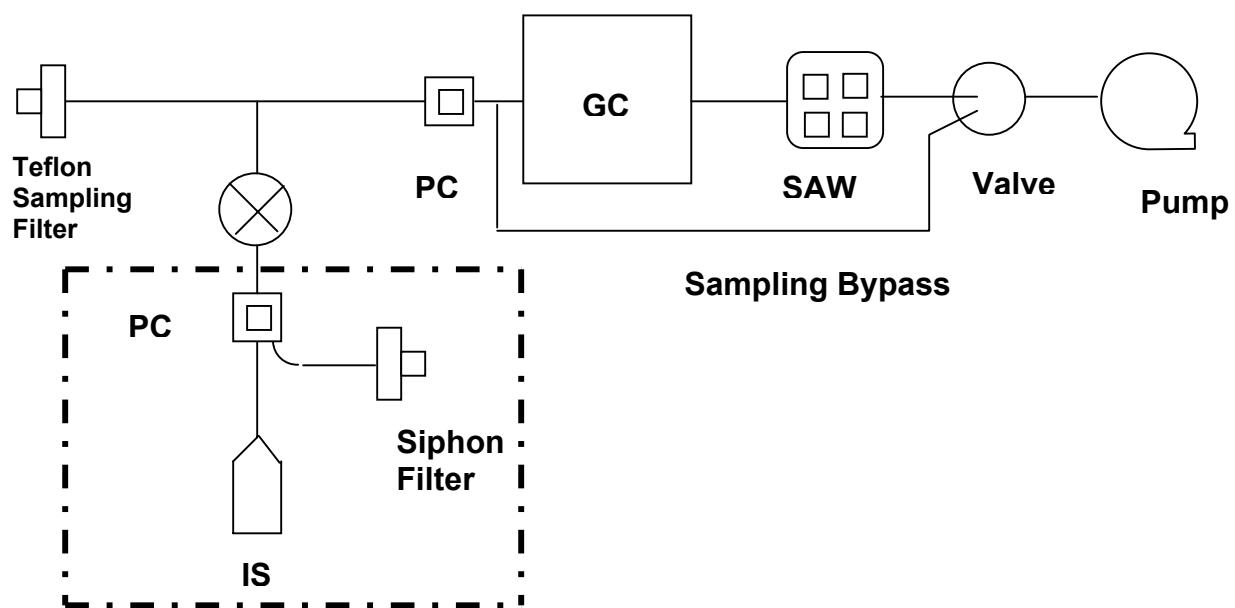 GC
Teflon
Sampling
Filter
PC
SAW
Valve
Pump
Sampling Bypass
PC
Siphon
Filter
IS